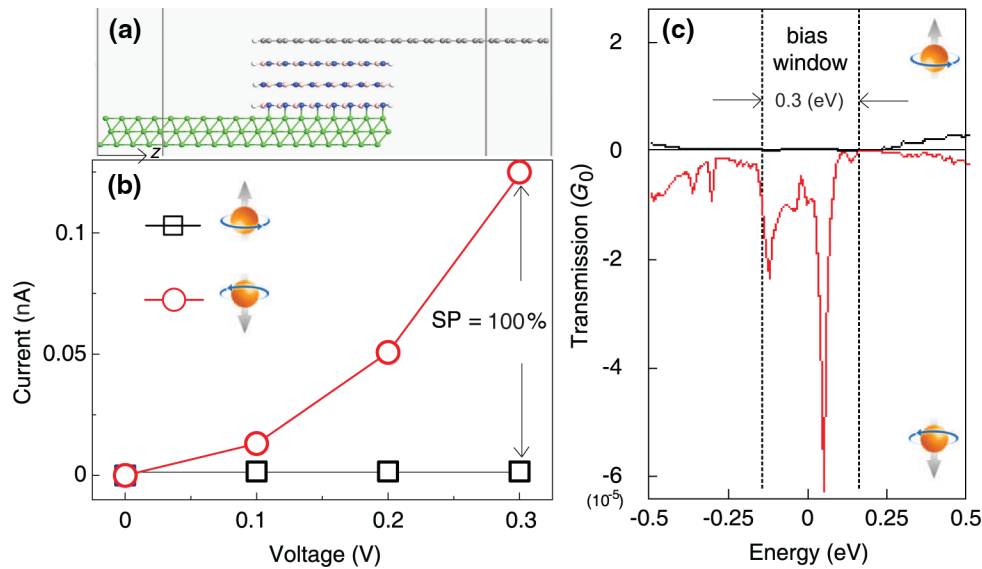 (a)
z
(b)
0.1
0.05
0
Current (nA)
SP = 100%
0
0.1
0.2
0.3
Voltage (V)
(c)
bias
window
0.3 (eV)
2
0
-2
-4
-6
(10-5)
Transmission (G0)
-0.5
-0.25
0
0.25
0.5
Energy (eV)